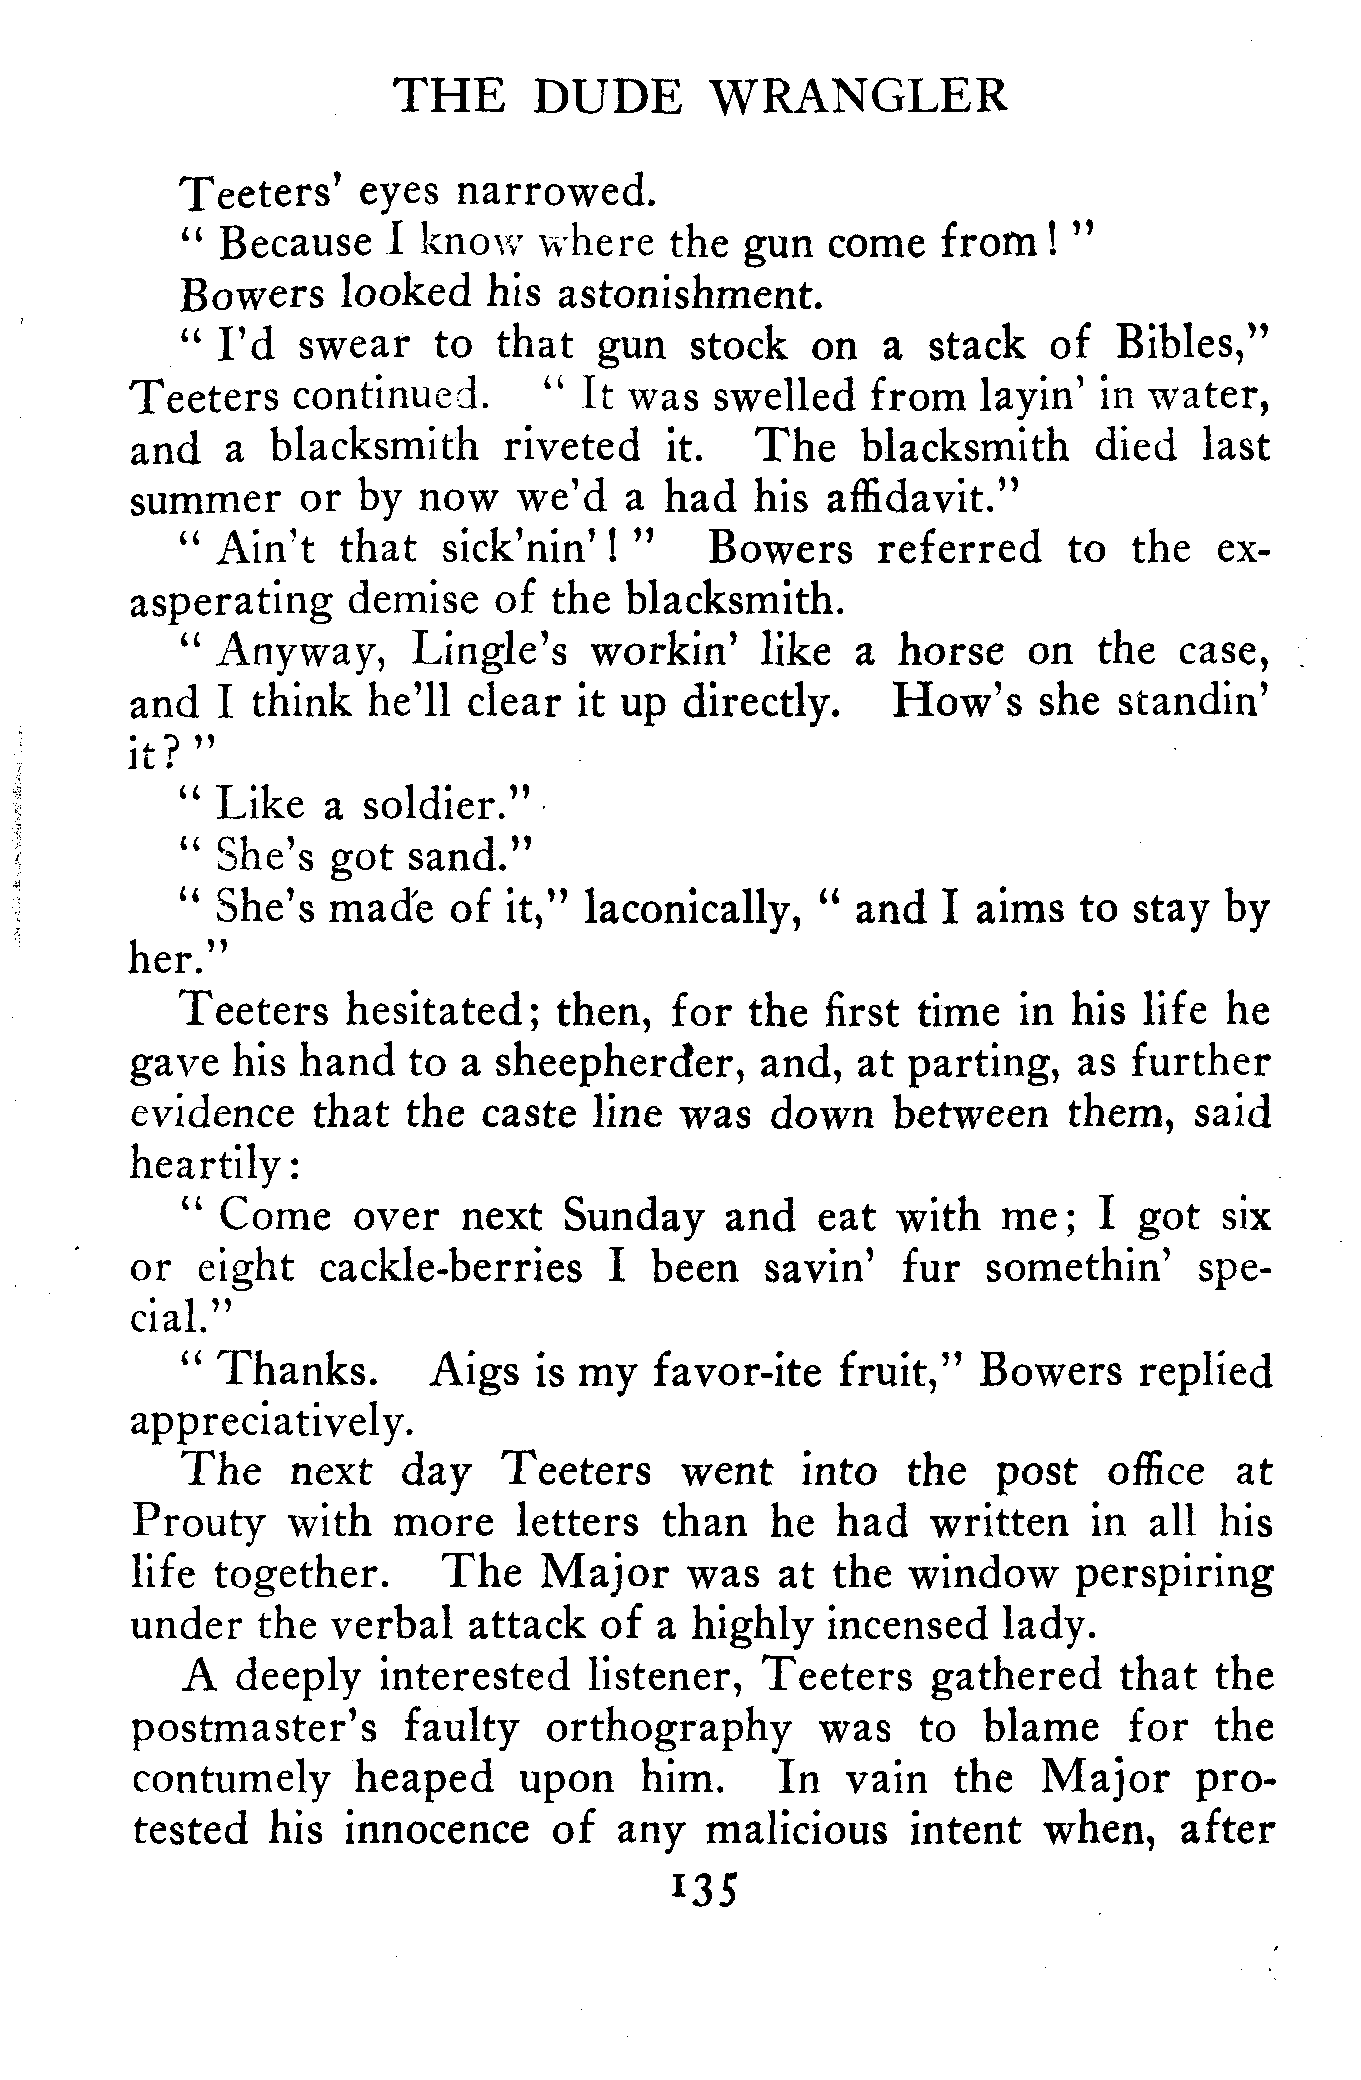 THE DUDE WRANGLER
Teeters' eyes narrowed.
" Because I know where the gun come from! "
Bowers looked his astonishment.
" I'd swear to that gun stock on a stack of Bibles,"
Teeters continued. " It was swelled from layin' in water,
and a blacksmith riveted it. The blacksmith died last
summer or by now we'd a had his affidavit."
" Ain't that sick'nin'! " Bowers referred to the ex-
asperating demise of the blacksmith.
" Anyway, Lingle's workin' like a horse on the case,
and I think he'll clear it up directly. How's she standin'
it? "
" Like a soldier."
" She's got sand."
" She's made of it," laconically, " and I aims to stay by
her."
Teeters hesitated; then, for the first time in his life he
gave his hand to a sheepherder, and, at parting, as further
evidence that the caste line was down between them, said
heartily:
" Come over next Sunday and eat with me; I got six
or eight cackle-berries I been savin' fur somethin' spe-
cial."
" Thanks. Aigs is my favor-ite fruit," Bowers replied
appreciatively.
The next day Teeters went into the post office at
Prouty with more letters than he had written in all his
life together. The Major was at the window perspiring
under the verbal attack of a highly incensed lady.
A deeply interested listener, Teeters gathered that the
postmaster's faulty orthography was to blame for the
contumely heaped upon him. In vain the Major pro-
tested his innocence of any malicious intent when, after
135